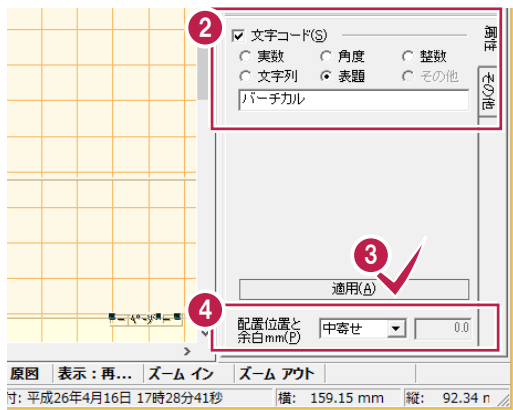 2
文字コード(S)
実数 角度 整数
文字列 表題 その他
バーチカル
属性
その他
3
適用(A)
4
配置位置と
余白mm(P)
中寄せ
0.0
原図 表示：再... ズーム イン ズーム アウト
付: 平成26年4月16日 17時28分41秒 横: 159.15 mm 縦: 92.34 n